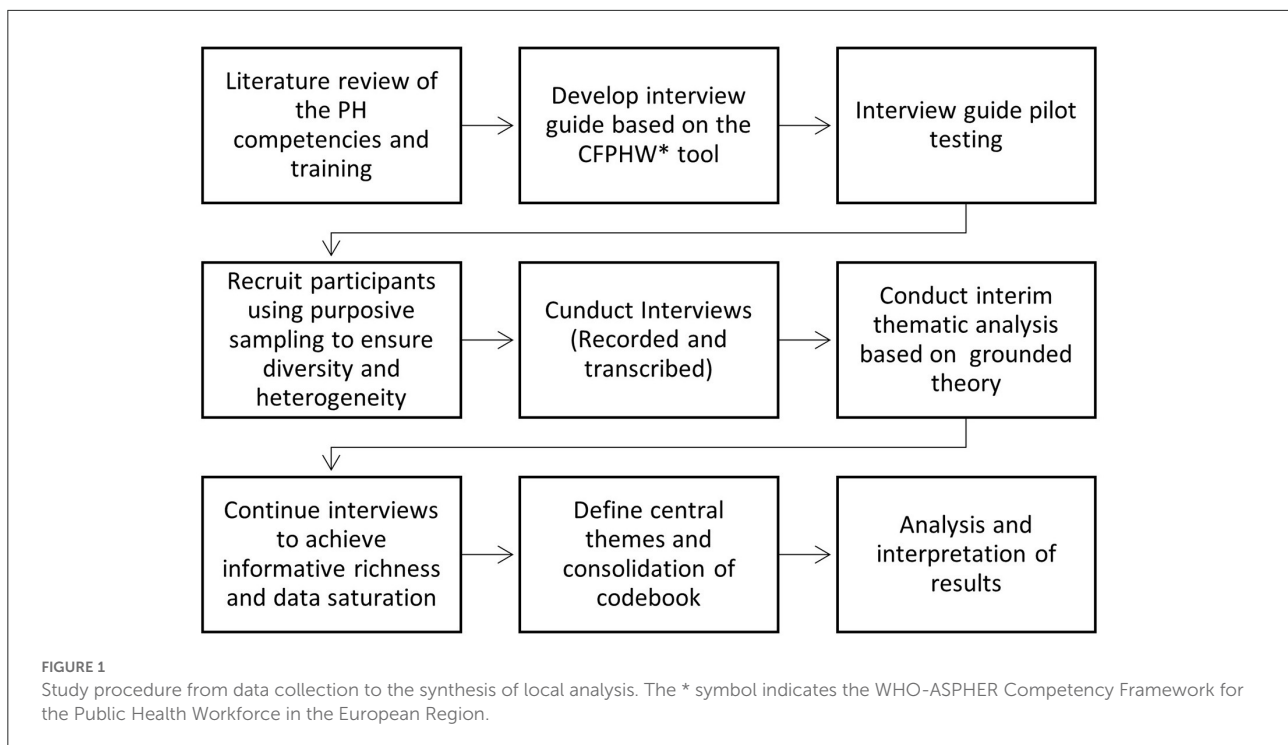 Literature review of
the PH
competencies and
training
Develop interview
guide based on the
CFPHW* tool
Interview guide pilot
testing
Recruit participants
using purposive
sampling to ensure
diversity and
heterogeneity
Cunduct Interviews
(Recorded and
transcribed)
Conduct interim
thematic analysis
based on grounded
theory
Continue interviews
to achieve
informative richness
and data saturation
Define central
themes and
consolidation of
codebook
Analysis and
interpretation of
results
FIGURE 1
Study procedure from data collection to the synthesis of local analysis. The * symbol indicates the WHO-ASPHER Competency Framework for
the Public Health Workforce in the European Region.